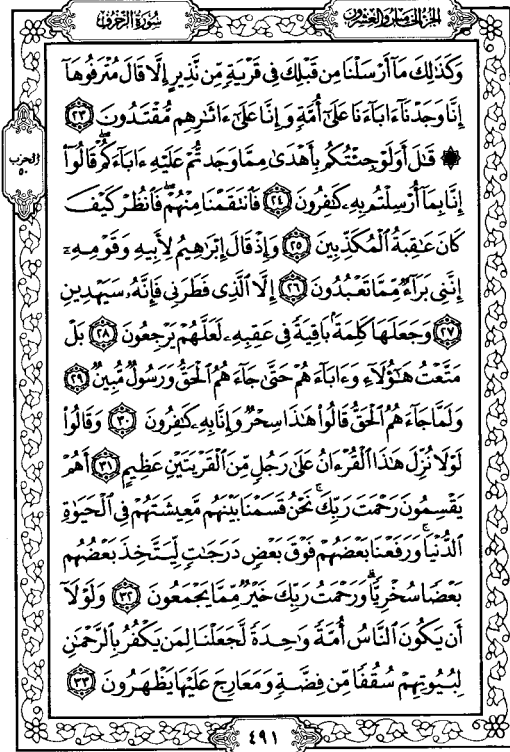 الجزء الخامس والعشرون
سورة الزخرف
وَكَذَٰلِكَ مَآ أَرْسَلْنَا مِن قَبْلِكَ فِى قَرْيَةٍ مِّن نَّذِيرٍ إِلَّا قَالَ مُتْرَفُوهَآ
إِنَّا وَجَدْنَآ ءَابَآءَنَا عَلَىٰٓ أُمَّةٍ وَإِنَّا عَلَىٰٓ ءَاثَٰرِهِم مُّقْتَدُونَ ٢٣
۞ قَٰلَ أَوَلَوْ جِئْتُكُم بِأَهْدَىٰ مِمَّا وَجَدتُّمْ عَلَيْهِ ءَابَآءَكُمْ ۖ قَالُوٓا۟
إِنَّا بِمَآ أُرْسِلْتُم بِهِۦ كَٰفِرُونَ ٢٤ فَٱنتَقَمْنَا مِنْهُمْ ۖ فَٱنظُرْ كَيْفَ
كَانَ عَٰقِبَةُ ٱلْمُكَذِّبِينَ ٢٥ وَإِذْ قَالَ إِبْرَٰهِيمُ لِأَبِيهِ وَقَوْمِهِۦٓ
إِنَّنِى بَرَآءٌ مِّمَّا تَعْبُدُونَ ٢٦ إِلَّا ٱلَّذِى فَطَرَنِى فَإِنَّهُۥ سَيَهْدِينِ
٢٧ وَجَعَلَهَا كَلِمَةًۢ بَاقِيَةً فِى عَقِبِهِۦ لَعَلَّهُمْ يَرْجِعُونَ ٢٨ بَلْ
مَتَّعْتُ هَٰٓؤُلَآءِ وَءَابَآءَهُمْ حَتَّىٰ جَآءَهُمُ ٱلْحَقُّ وَرَسُولٌ مُّبِينٌ ٢٩
وَلَمَّا جَآءَهُمُ ٱلْحَقُّ قَالُوا۟ هَٰذَا سِحْرٌ وَإِنَّا بِهِۦ كَٰفِرُونَ ٣٠ وَقَالُوا۟
لَوْلَا نُزِّلَ هَٰذَا ٱلْقُرْءَانُ عَلَىٰ رَجُلٍ مِّنَ ٱلْقَرْيَتَيْنِ عَظِيمٍ ٣١ أَهُمْ
يَقْسِمُونَ رَحْمَتَ رَبِّكَ ۚ نَحْنُ قَسَمْنَا بَيْنَهُم مَّعِيشَتَهُمْ فِى ٱلْحَيَوٰةِ
ٱلدُّنْيَا ۚ وَرَفَعْنَا بَعْضَهُمْ فَوْقَ بَعْضٍ دَرَجَٰتٍ لِّيَتَّخِذَ بَعْضُهُم
بَعْضًا سُخْرِيًّا ۗ وَرَحْمَتُ رَبِّكَ خَيْرٌ مِّمَّا يَجْمَعُونَ ٣٢ وَلَوْلَآ
أَن يَكُونَ ٱلنَّاسُ أُمَّةً وَٰحِدَةً لَّجَعَلْنَا لِمَن يَكْفُرُ بِٱلرَّحْمَٰنِ
لِبُيُوتِهِمْ سُقُفًا مِّن فِضَّةٍ وَمَعَارِجَ عَلَيْهَا يَظْهَرُونَ ٣٣
الحزب
٥٠
٤٩١